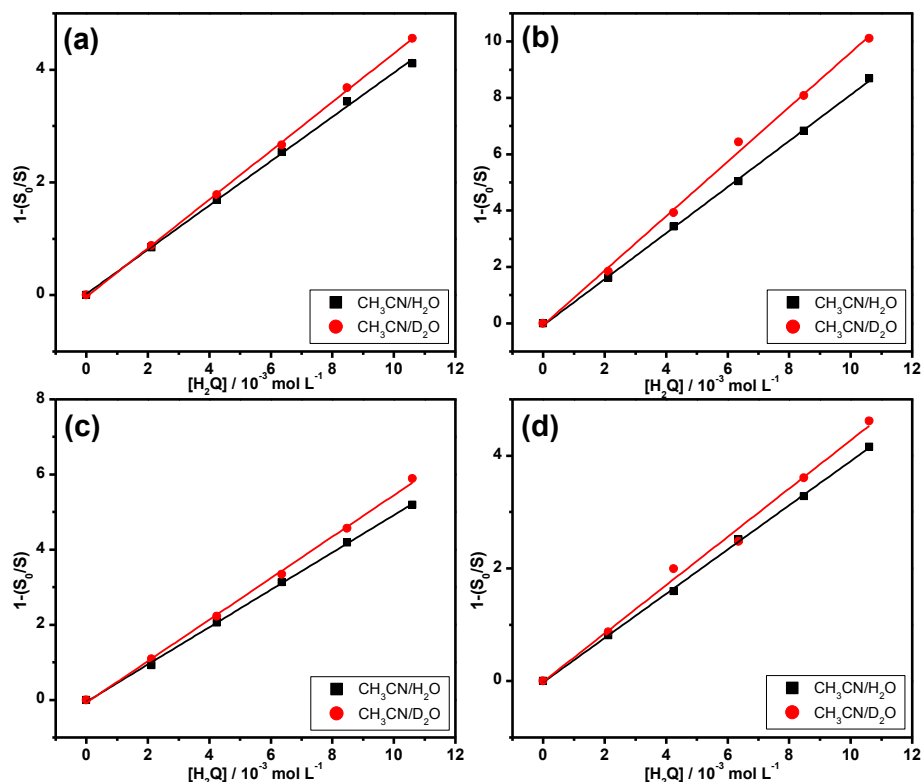 (a)
1-(S₀/S)
4
2
0
0 2 4 6 8 10 12
[H₂Q] / 10⁻³ mol L⁻¹
CH₃CN/H₂O
CH₃CN/D₂O
(b)
1-(S₀/S)
10
8
6
4
2
0
0 2 4 6 8 10 12
[H₂Q] / 10⁻³ mol L⁻¹
CH₃CN/H₂O
CH₃CN/D₂O
(c)
1-(S₀/S)
8
6
4
2
0
0 2 4 6 8 10 12
[H₂Q] / 10⁻³ mol L⁻¹
CH₃CN/H₂O
CH₃CN/D₂O
(d)
1-(S₀/S)
4
2
0
0 2 4 6 8 10 12
[H₂Q] / 10⁻³ mol L⁻¹
CH₃CN/H₂O
CH₃CN/D₂O